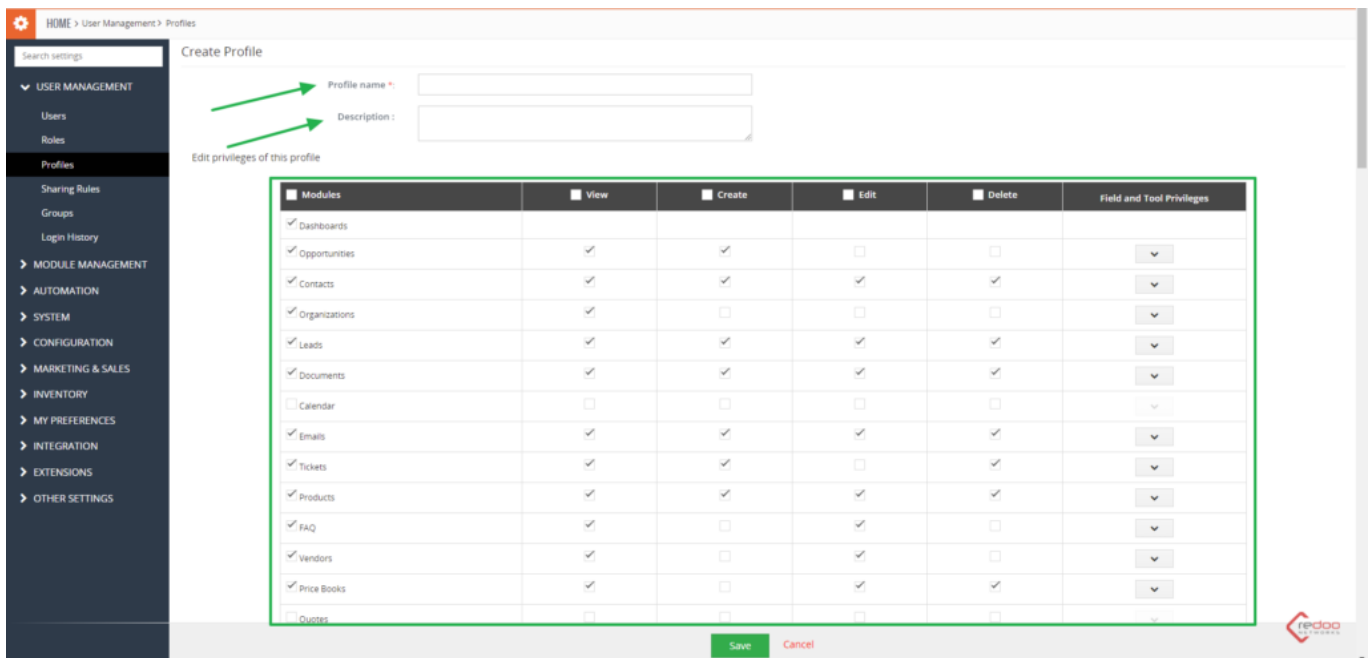 HOME > User Management > Profiles
Search settings
Create Profile
Profile name *:
USER MANAGEMENT
Users
Description :
Roles
Edit privileges of this profile
Profiles
Sharing Rules
Modules View Create Edit Delete Field and Tool Privileges
Groups
Dashboards
Login History
Opportunities
MODULE MANAGEMENT
Contacts
AUTOMATION
Organizations
SYSTEM
Leads
CONFIGURATION
MARKETING & SALES
Documents
INVENTORY
Calendar
MY PREFERENCES
Emails
INTEGRATION
Tickets
EXTENSIONS
Products
OTHER SETTINGS
FAQ
Vendors
Price Books
Quotes
redoo
NETWORKS
Save Cancel